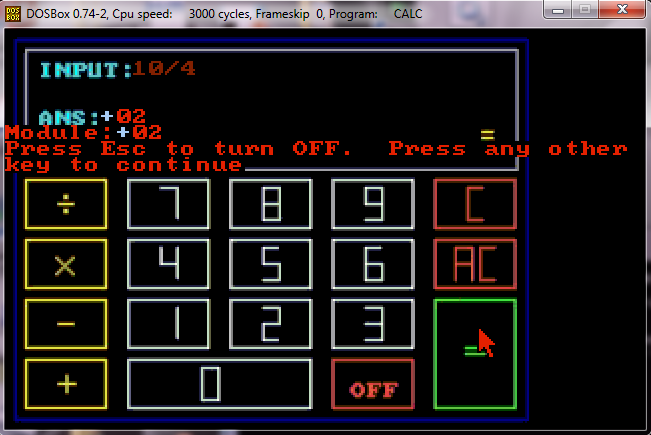 DOS BOX DOSBox 0.74-2, Cpu speed: 3000 cycles, Frameskip 0, Program: CALC
INPUT:10/4
ANS:+02
=
Module:+02
Press Esc to turn OFF. Press any other
key to continue
÷ 7 8 9 C
× 4 5 6 AC
- 1 2 3 =
+ 0 OFF